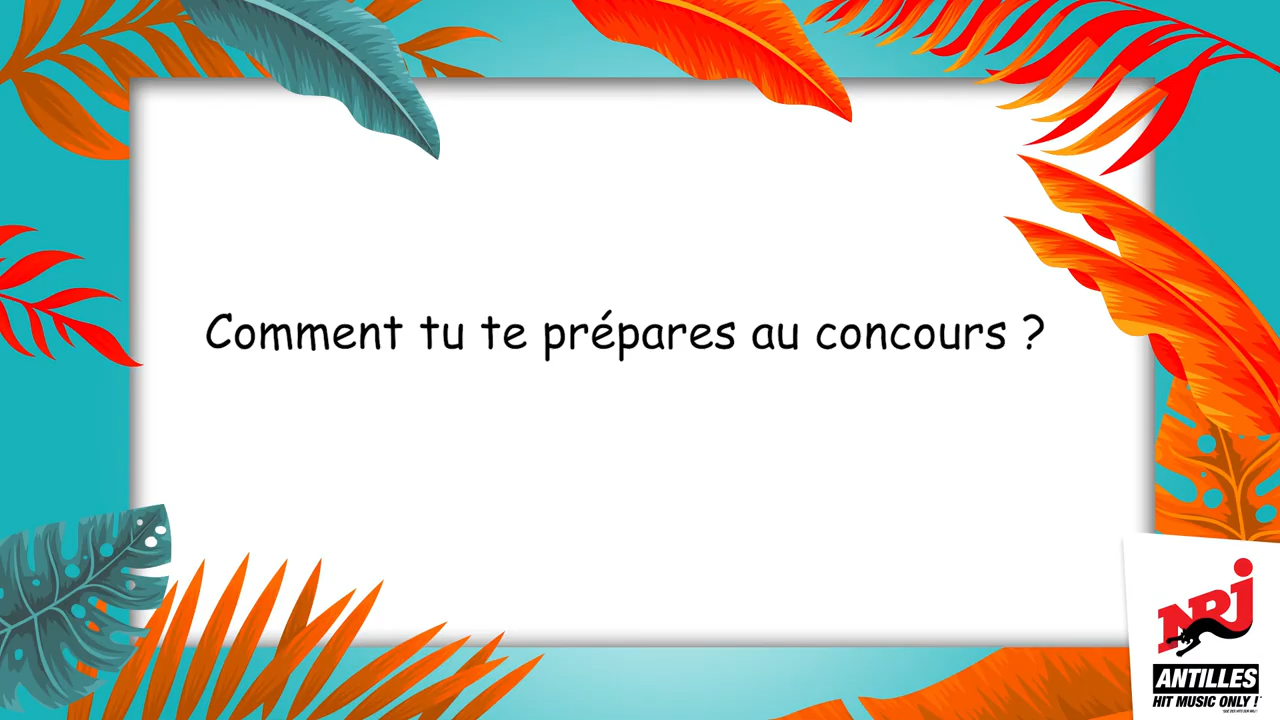 Comment tu te prépares au concours ?
NRJ
ANTILLES
HIT MUSIC ONLY !